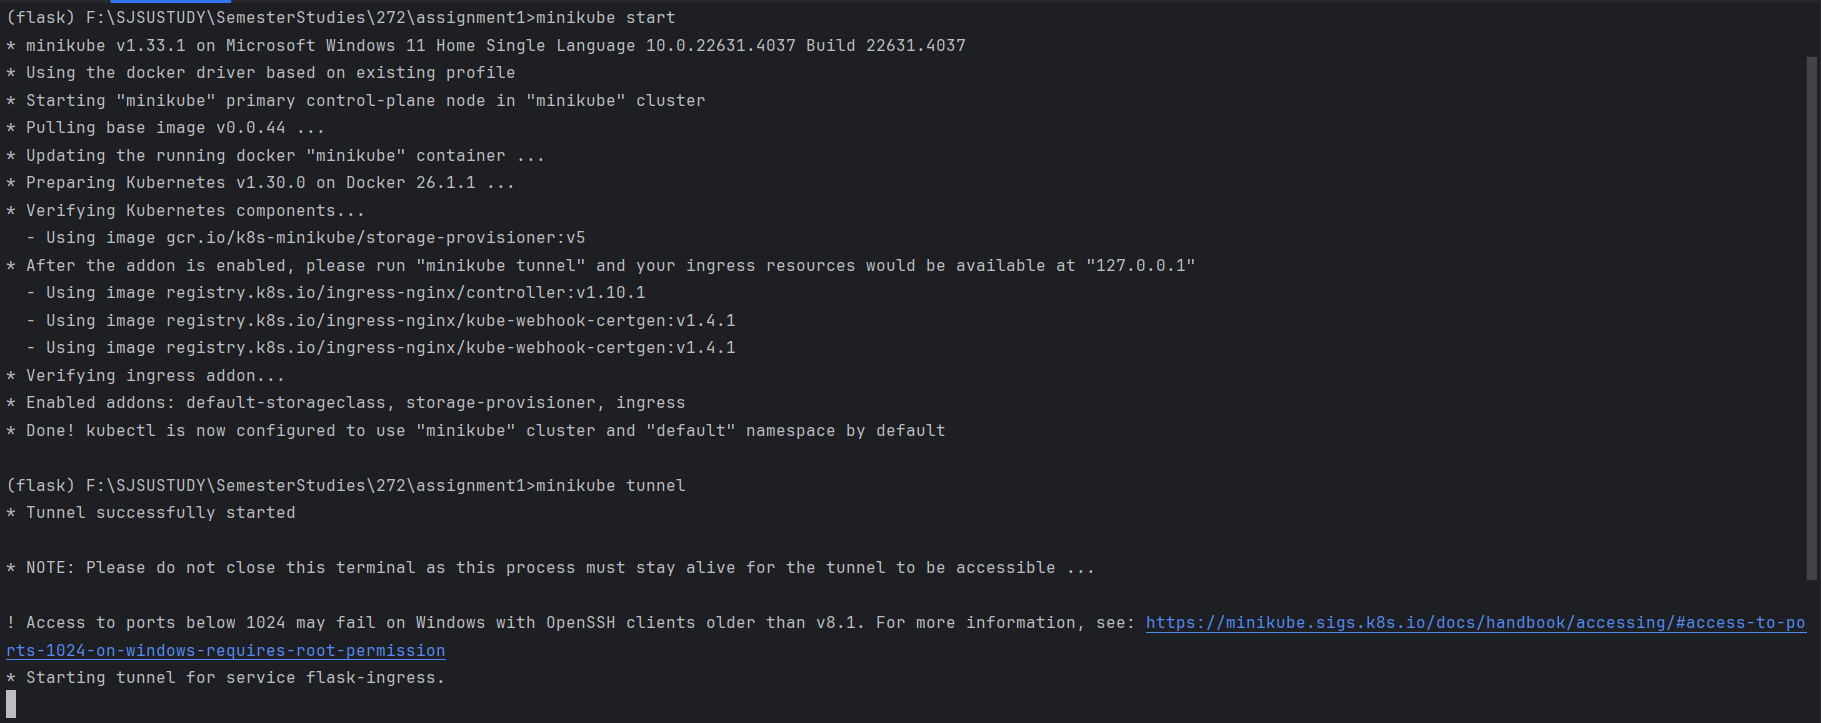 (flask) F:\SJSUSTUDY\SemesterStudies\272\assignment1>minikube start
* minikube v1.33.1 on Microsoft Windows 11 Home Single Language 10.0.22631.4037 Build 22631.4037
* Using the docker driver based on existing profile
* Starting "minikube" primary control-plane node in "minikube" cluster
* Pulling base image v0.0.44 ...
* Updating the running docker "minikube" container ...
* Preparing Kubernetes v1.30.0 on Docker 26.1.1 ...
* Verifying Kubernetes components...
  - Using image gcr.io/k8s-minikube/storage-provisioner:v5
* After the addon is enabled, please run "minikube tunnel" and your ingress resources would be available at "127.0.0.1"
  - Using image registry.k8s.io/ingress-nginx/controller:v1.10.1
  - Using image registry.k8s.io/ingress-nginx/kube-webhook-certgen:v1.4.1
  - Using image registry.k8s.io/ingress-nginx/kube-webhook-certgen:v1.4.1
* Verifying ingress addon...
* Enabled addons: default-storageclass, storage-provisioner, ingress
* Done! kubectl is now configured to use "minikube" cluster and "default" namespace by default
(flask) F:\SJSUSTUDY\SemesterStudies\272\assignment1>minikube tunnel
* Tunnel successfully started
* NOTE: Please do not close this terminal as this process must stay alive for the tunnel to be accessible ...
! Access to ports below 1024 may fail on Windows with OpenSSH clients older than v8.1. For more information, see: https://minikube.sigs.k8s.io/docs/handbook/accessing/#access-to-po
rts-1024-on-windows-requires-root-permission
* Starting tunnel for service flask-ingress.